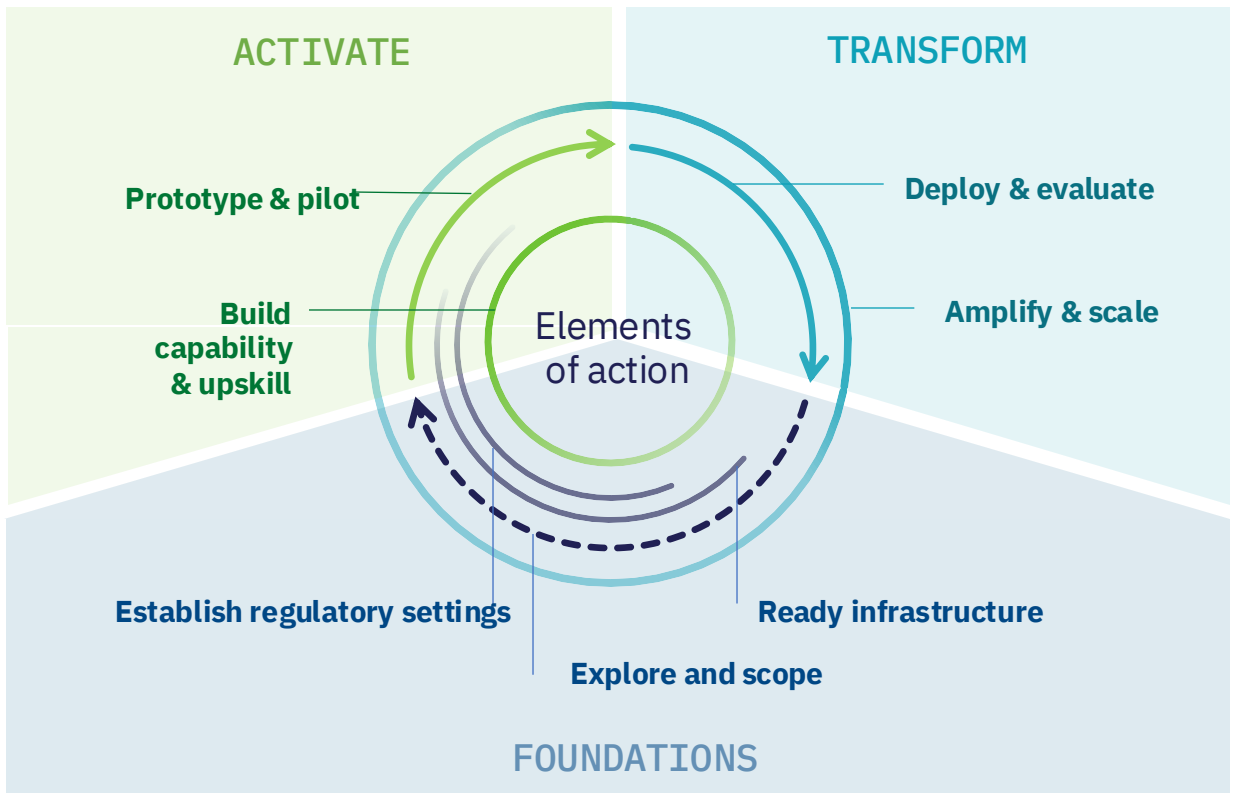 ACTIVATE
TRANSFORM
Prototype & pilot
Deploy & evaluate
Build
capability
& upskill
Elements
of action
Amplify & scale
Establish regulatory settings
Ready infrastructure
Explore and scope
FOUNDATIONS